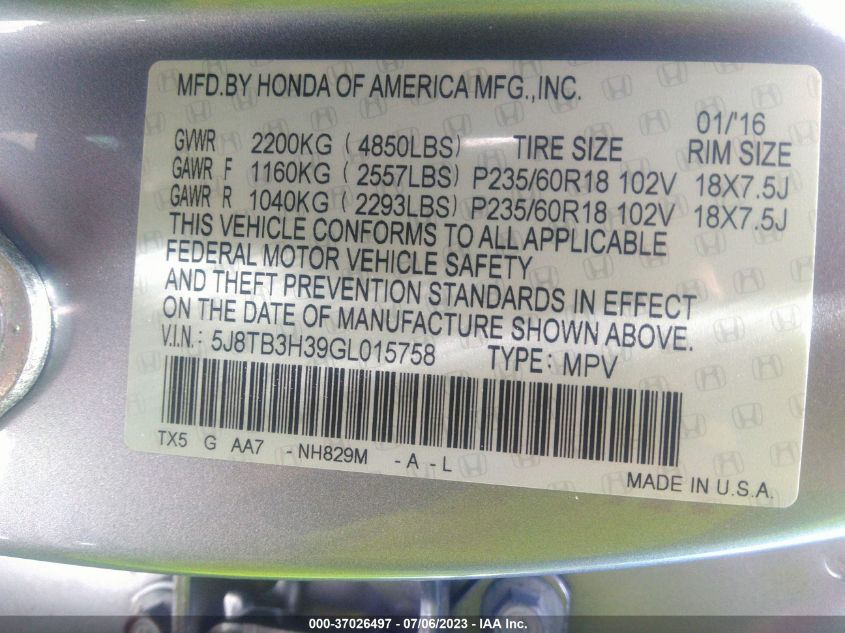 MFD.BY HONDA OF AMERICA MFG.,INC.
01/'16
GVWR 2200KG (4850LBS) TIRE SIZE RIM SIZE
GAWR F 1160KG (2557LBS) P235/60R18 102V 18X7.5J
GAWR R 1040KG (2293LBS) P235/60R18 102V 18X7.5J
THIS VEHICLE CONFORMS TO ALL APPLICABLE
FEDERAL MOTOR VEHICLE SAFETY
AND THEFT PREVENTION STANDARDS IN EFFECT
ON THE DATE OF MANUFACTURE SHOWN ABOVE.
V.I.N.: 5J8TB3H39GL015758 TYPE: MPV
TX5 G AA7 -NH829M -A -L
MADE IN U.S.A.
000-37026497 - 07/06/2023 - © IAA Inc.